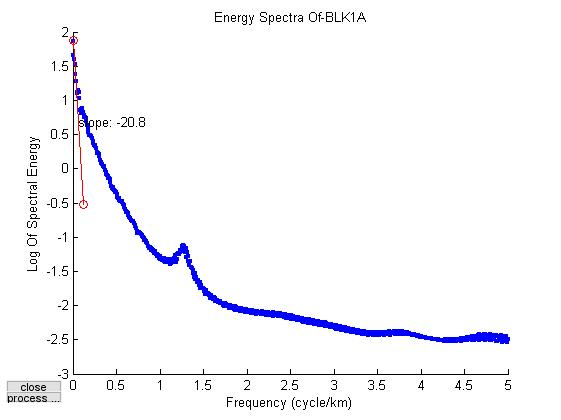 Energy Spectra Of-BLK1A
2
1.5
1
slope: -20.8
0.5
0
-0.5
-1
-1.5
-2
-2.5
-3
Log Of Spectral Energy
0 0.5 1 1.5 2 2.5 3 3.5 4 4.5 5
Frequency (cycle/km)
close
process ...